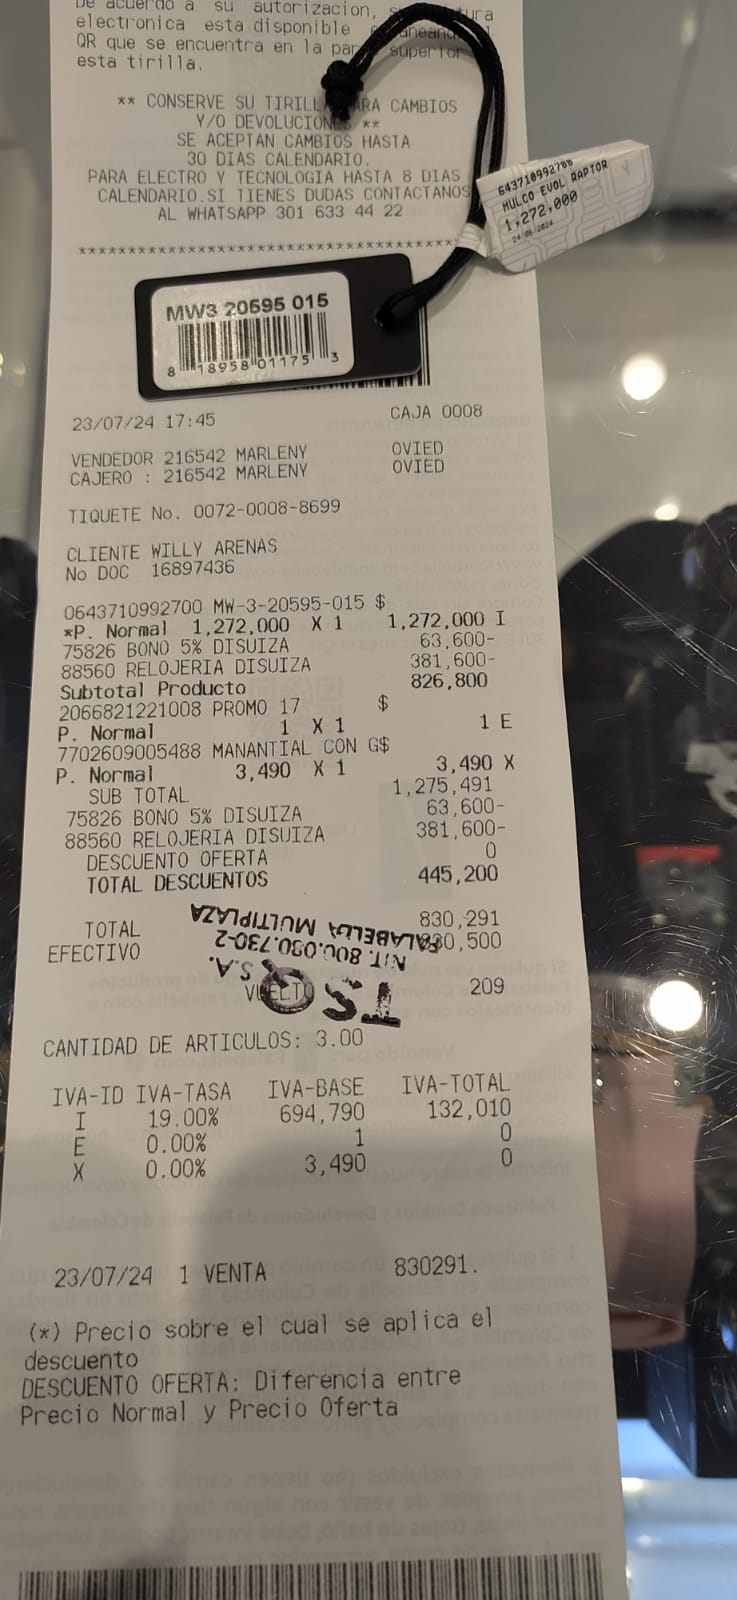 De acuerdo a su autorizacion,
electronica esta disponible
QR que se encuentra en la superior
esta tirilla.
** CONSERVE SU TIRILLA PARA CAMBIOS
Y/O DEVOLUCIONES **
SE ACEPTAN CAMBIOS HASTA
30 DIAS CALENDARIO.
PARA ELECTRO Y TECNOLOGIA HASTA 8 DIAS
CALENDARIO.SI TIENES DUDAS CONTACTANOS
AL WHATSAPP 301 633 44 22
643710992700
MULCO EVOL RAPTOR
1,272,000
MW3 20595 015
8 18958 01175 3
23/07/24 17:45 CAJA 0008
VENDEDOR 216542 MARLENY OVIED
CAJERO : 216542 MARLENY OVIED
TIQUETE No. 0072-0008-8699
CLIENTE WILLY ARENAS
No DOC 16897436
0643710992700 MW-3-20595-015 $
*P. Normal 1,272,000 X 1 1,272,000 I
75826 BONO 5% DISUIZA 63,600-
88560 RELOJERIA DISUIZA 381,600-
Subtotal Producto 826,800
2066821221008 PROMO 17 $
P. Normal 1 X 1 1 E
7702609005488 MANANTIAL CON G$
P. Normal 3,490 X 1 3,490 X
SUB TOTAL 1,275,491
75826 BONO 5% DISUIZA 63,600-
88560 RELOJERIA DISUIZA 381,600-
DESCUENTO OFERTA 0
TOTAL DESCUENTOS 445,200
TOTAL 830,291
EFECTIVO 830,500
FALABELLA MULTIPLAZA
NIT. 800.030.730-2
S.A.
VUELTO 209
CANTIDAD DE ARTICULOS: 3.00
IVA-ID IVA-TASA IVA-BASE IVA-TOTAL
I 19.00% 694,790 132,010
E 0.00% 1 0
X 0.00% 3,490 0
23/07/24 1 VENTA 830291.
(*) Precio sobre el cual se aplica el
descuento
DESCUENTO OFERTA: Diferencia entre
Precio Normal y Precio Oferta